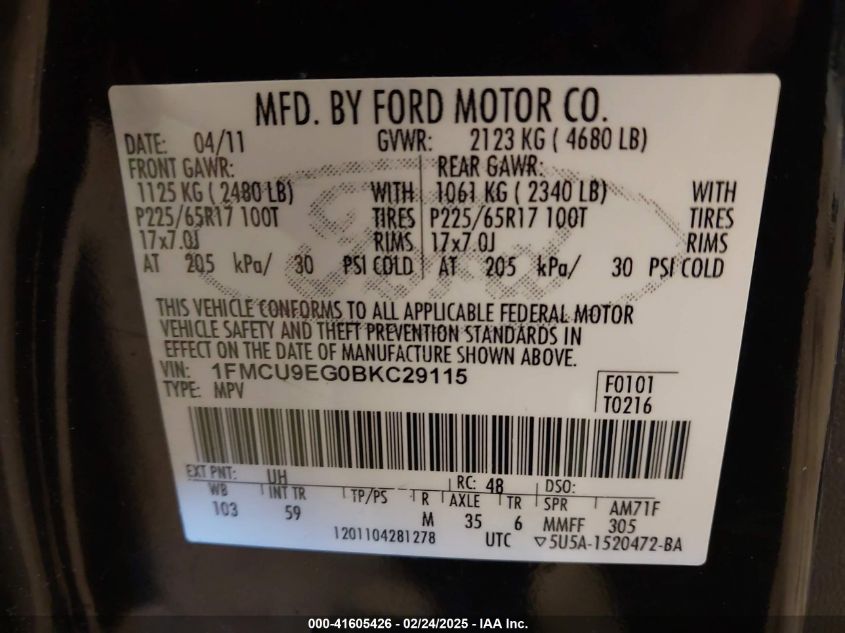 MFD. BY FORD MOTOR CO.
DATE: 04/11 GVWR: 2123 KG ( 4680 LB)
FRONT GAWR: REAR GAWR:
1125 KG ( 2480 LB) WITH 1061 KG ( 2340 LB) WITH
P225/65R17 100T TIRES P225/65R17 100T TIRES
17x7.0J RIMS 17x7.0J RIMS
AT 205 kPa/ 30 PSI COLD AT 205 kPa/ 30 PSI COLD
Ford
THIS VEHICLE CONFORMS TO ALL APPLICABLE FEDERAL MOTOR
VEHICLE SAFETY AND THEFT PREVENTION STANDARDS IN
EFFECT ON THE DATE OF MANUFACTURE SHOWN ABOVE.
VIN: 1FMCU9EG0BKC29115
TYPE: MPV
F0101
T0216
EXT PNT: UH RC: 48 DSO:
WB INT TR TP/PS R AXLE TR SPR AM71F
103 59 M 35 6 MMFF 305
1201104281278 UTC ▽5U5A-1520472-BA
000-41605426 - 02/24/2025 - IAA Inc.